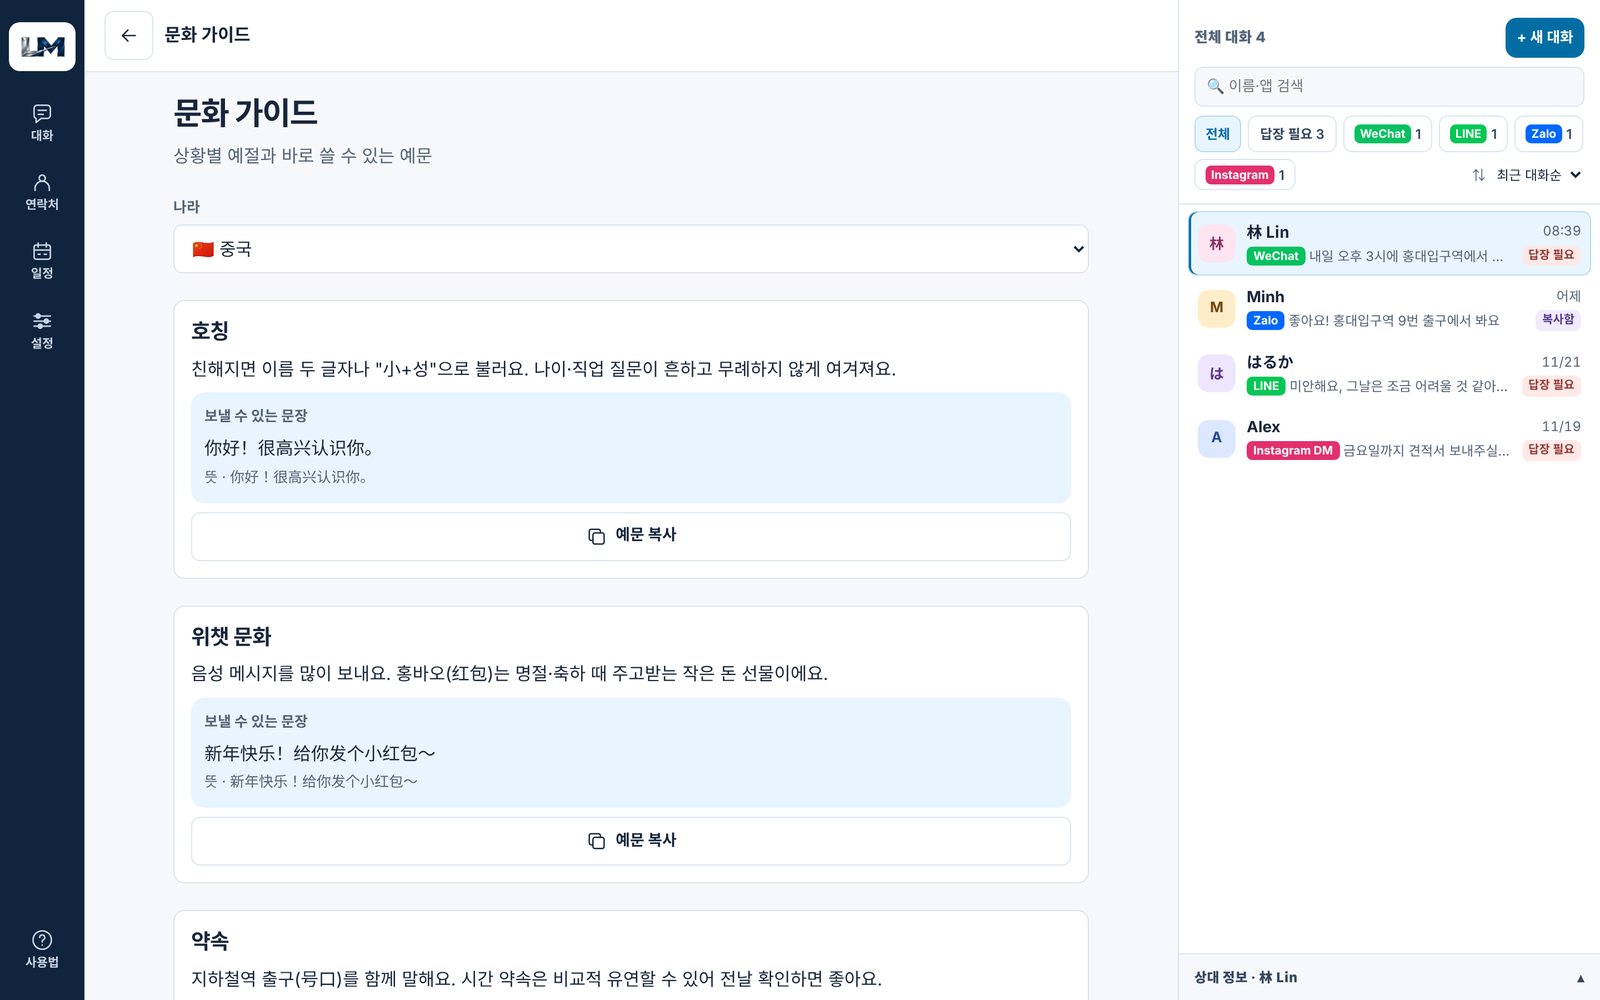 LM
대화
연락처
일정
설정
사용법
문화 가이드
문화 가이드
상황별 예절과 바로 쓸 수 있는 예문
나라
🇨🇳 중국
호칭
친해지면 이름 두 글자나 "小+성"으로 불러요. 나이·직업 질문이 흔하고 무례하지 않게 여겨져요.
보낼 수 있는 문장
你好！很高兴认识你。
뜻 · 你好！很高兴认识你。
예문 복사
위챗 문화
음성 메시지를 많이 보내요. 홍바오(红包)는 명절·축하 때 주고받는 작은 돈 선물이에요.
보낼 수 있는 문장
新年快乐！给你发个小红包～
뜻 · 新年快乐！给你发个小红包～
예문 복사
약속
지하철역 출구(号口)를 함께 말해요. 시간 약속은 비교적 유연할 수 있어 전날 확인하면 좋아요.
전체 대화 4
+ 새 대화
🔍 이름·앱 검색
전체
답장 필요 3
WeChat 1
LINE 1
Zalo 1
Instagram 1
최근 대화순
林
林 Lin
08:39
WeChat 내일 오후 3시에 홍대입구역에서 ...
답장 필요
M
Minh
어제
Zalo 좋아요! 홍대입구역 9번 출구에서 봐요
복사함
は
はるか
11/21
LINE 미안해요, 그날은 조금 어려울 것 같아...
답장 필요
A
Alex
11/19
Instagram DM 금요일까지 견적서 보내주실...
답장 필요
상대 정보 · 林 Lin
▲